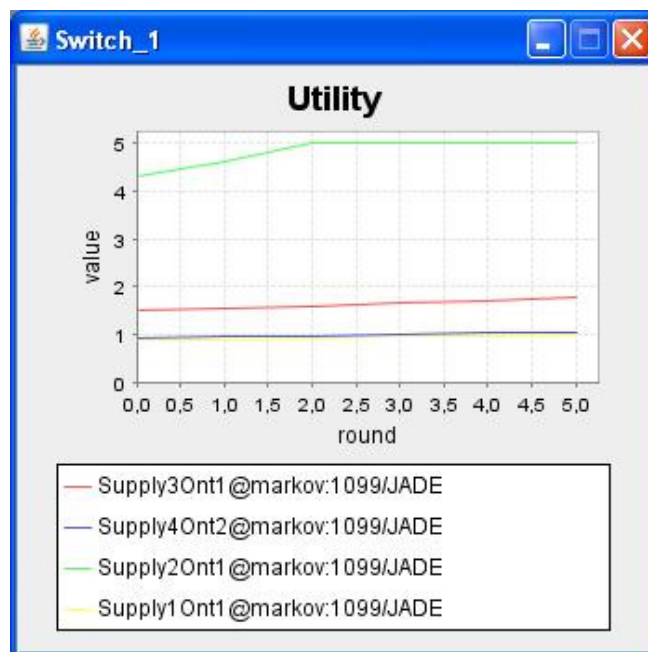 Switch_1
Utility
5
4
3
2
1
0
value
0,0 0,5 1,0 1,5 2,0 2,5 3,0 3,5 4,0 4,5 5,0
round
Supply3Ont1@markov:1099/JADE
Supply4Ont2@markov:1099/JADE
Supply2Ont1@markov:1099/JADE
Supply1Ont1@markov:1099/JADE